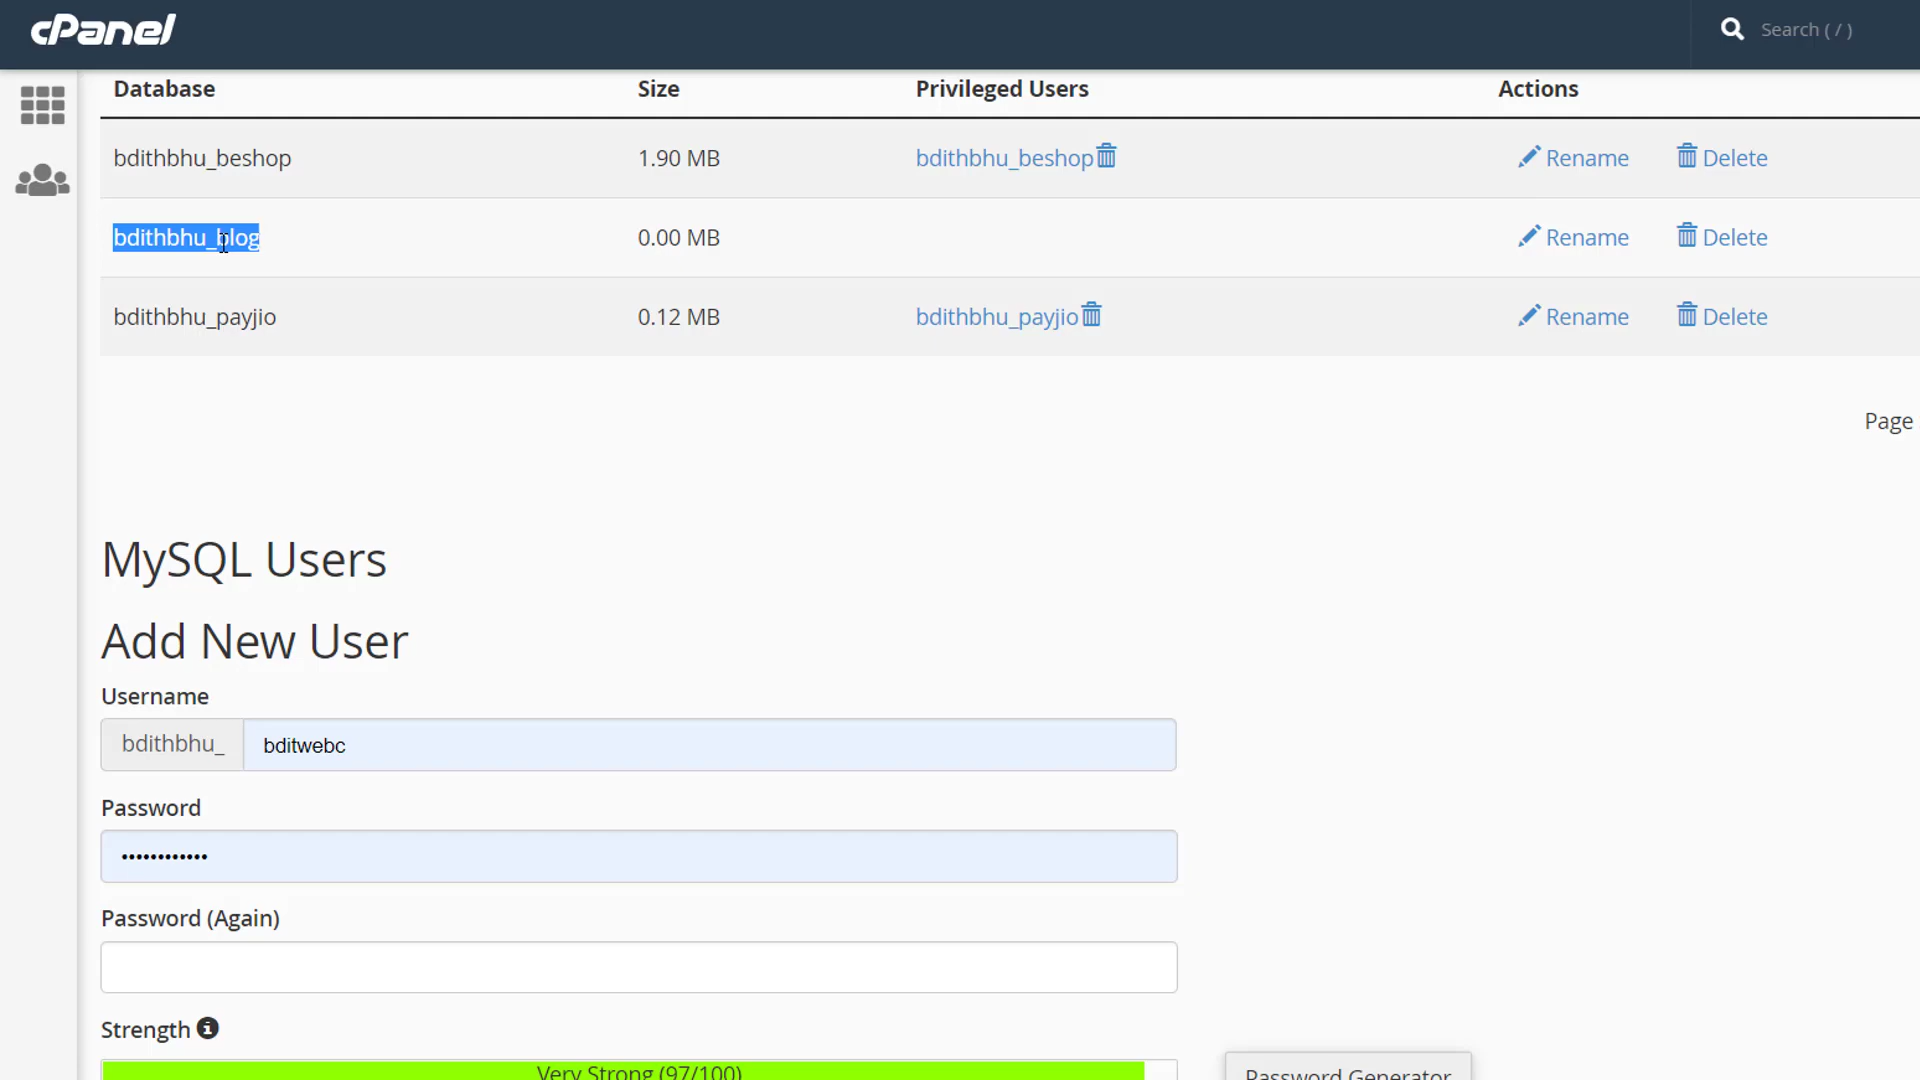 cPanel
Search ( / )
Database Size Privileged Users Actions
bdithbhu_beshop 1.90 MB bdithbhu_beshop Rename Delete
bdithbhu_blog 0.00 MB Rename Delete
bdithbhu_payjio 0.12 MB bdithbhu_payjio Rename Delete
Page
MySQL Users
Add New User
Username
bdithbhu_ bditwebc
Password
••••••••••••
Password (Again)
Strength
Very Strong (97/100)
Password Generator